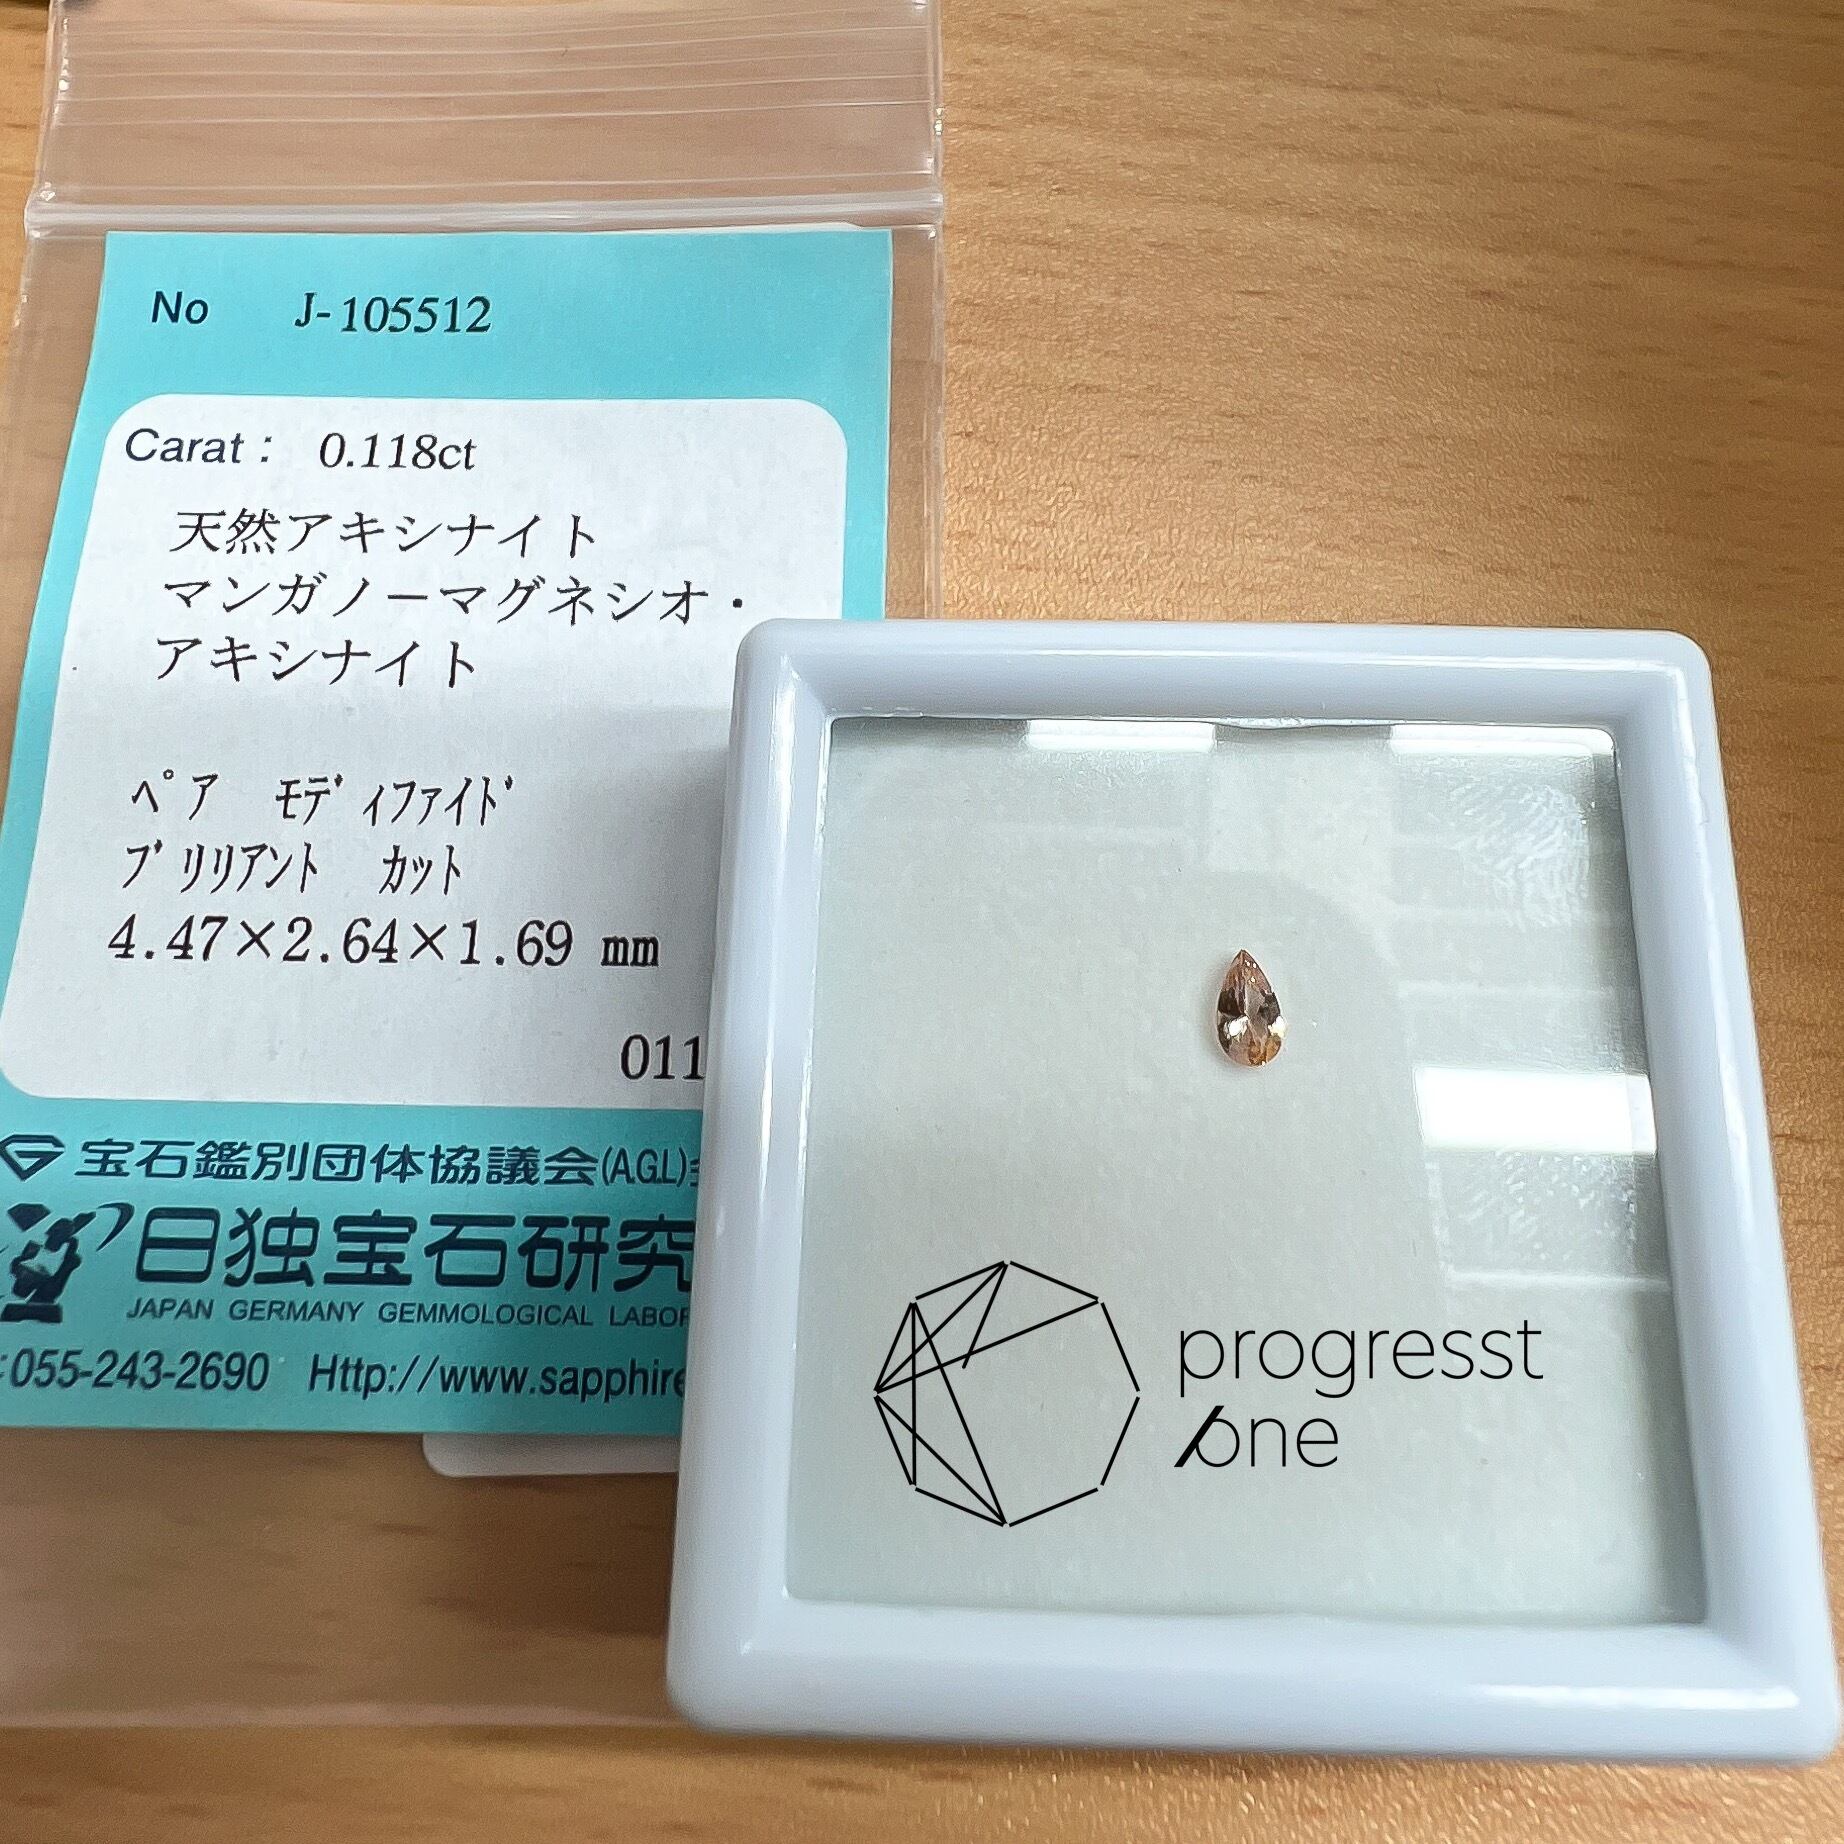 No J-105512
Carat : 0.118ct
天然アキシナイト
マンガノーマグネシオ・
アキシナイト
ペア モディファイド
ブリリアント カット
4.47×2.64×1.69 mm
011
宝石鑑別団体協議会(AGL)
日独宝石研究
JAPAN GERMANY GEMMOLOGICAL
:055-243-2690 Http://www.sapphire
progresst
one